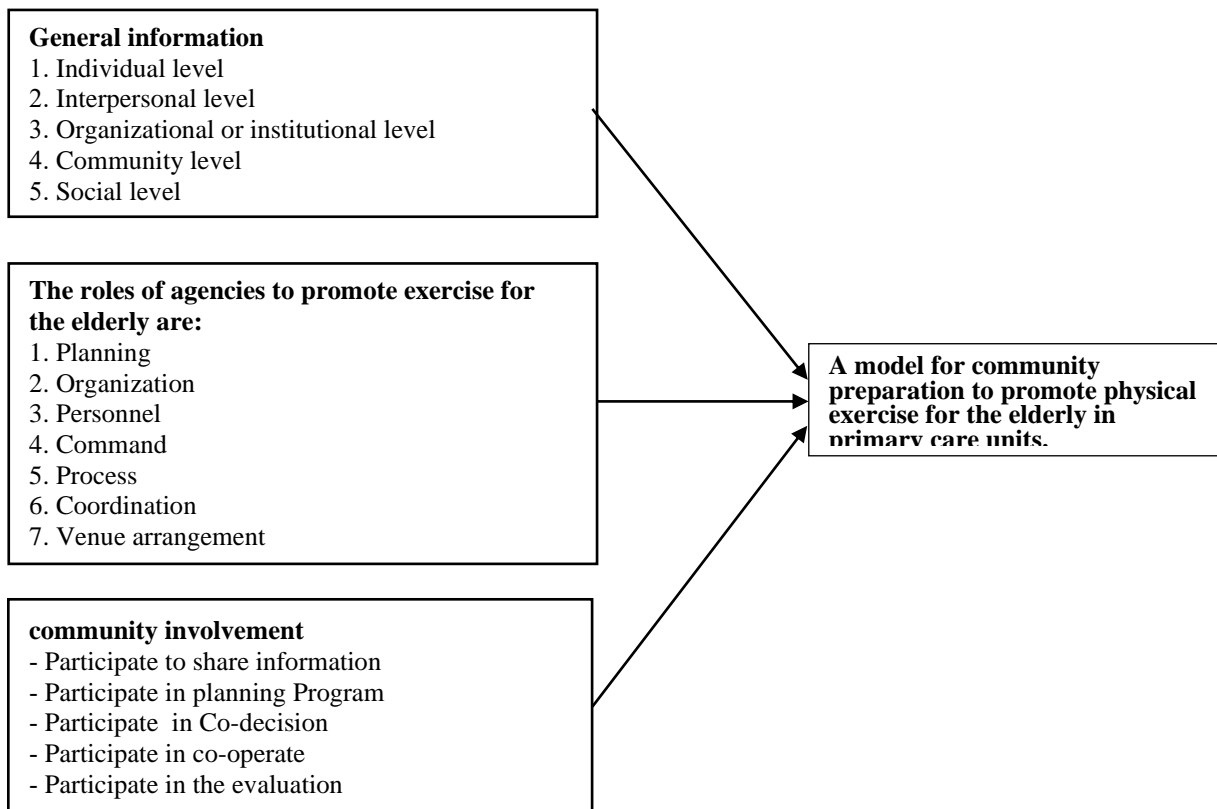 General information
1. Individual level
2. Interpersonal level
3. Organizational or institutional level
4. Community level
5. Social level
The roles of agencies to promote exercise for
the elderly are:
1. Planning
2. Organization
3. Personnel
4. Command
5. Process
6. Coordination
7. Venue arrangement
community involvement
- Participate to share information
- Participate in planning Program
- Participate  in Co-decision
- Participate in co-operate
- Participate in the evaluation
A model for community
preparation to promote physical
exercise for the elderly in
primary care units.